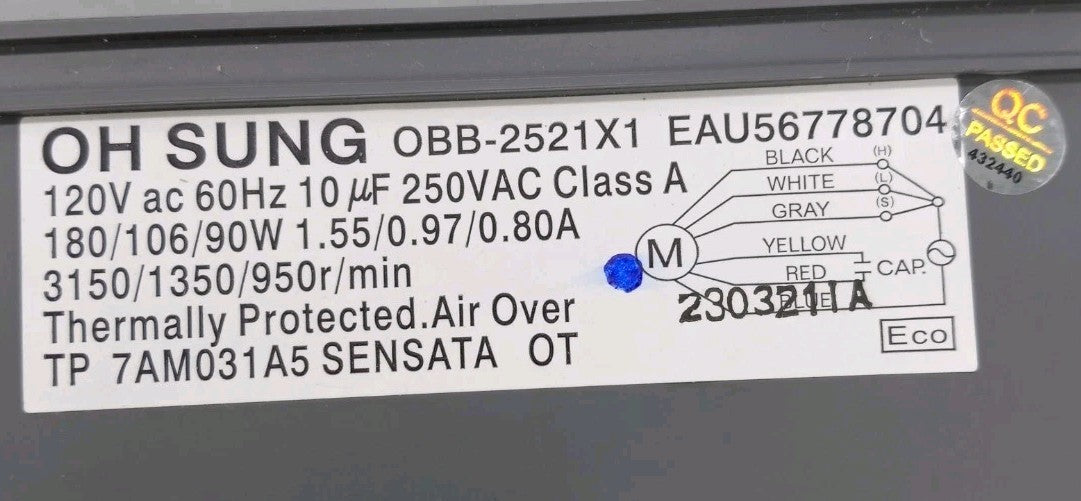 OH SUNG OBB-2521X1 EAU56778704
120V ac 60Hz 10 µF 250VAC Class A
180/106/90W 1.55/0.97/0.80A
3150/1350/950r/min
Thermally Protected.Air Over
TP 7AM031A5 SENSATA OT
BLACK (H)
WHITE (L)
GRAY (S)
M
YELLOW
RED CAP.
BLUE
230321IA
Eco
QC
PASSED
432440